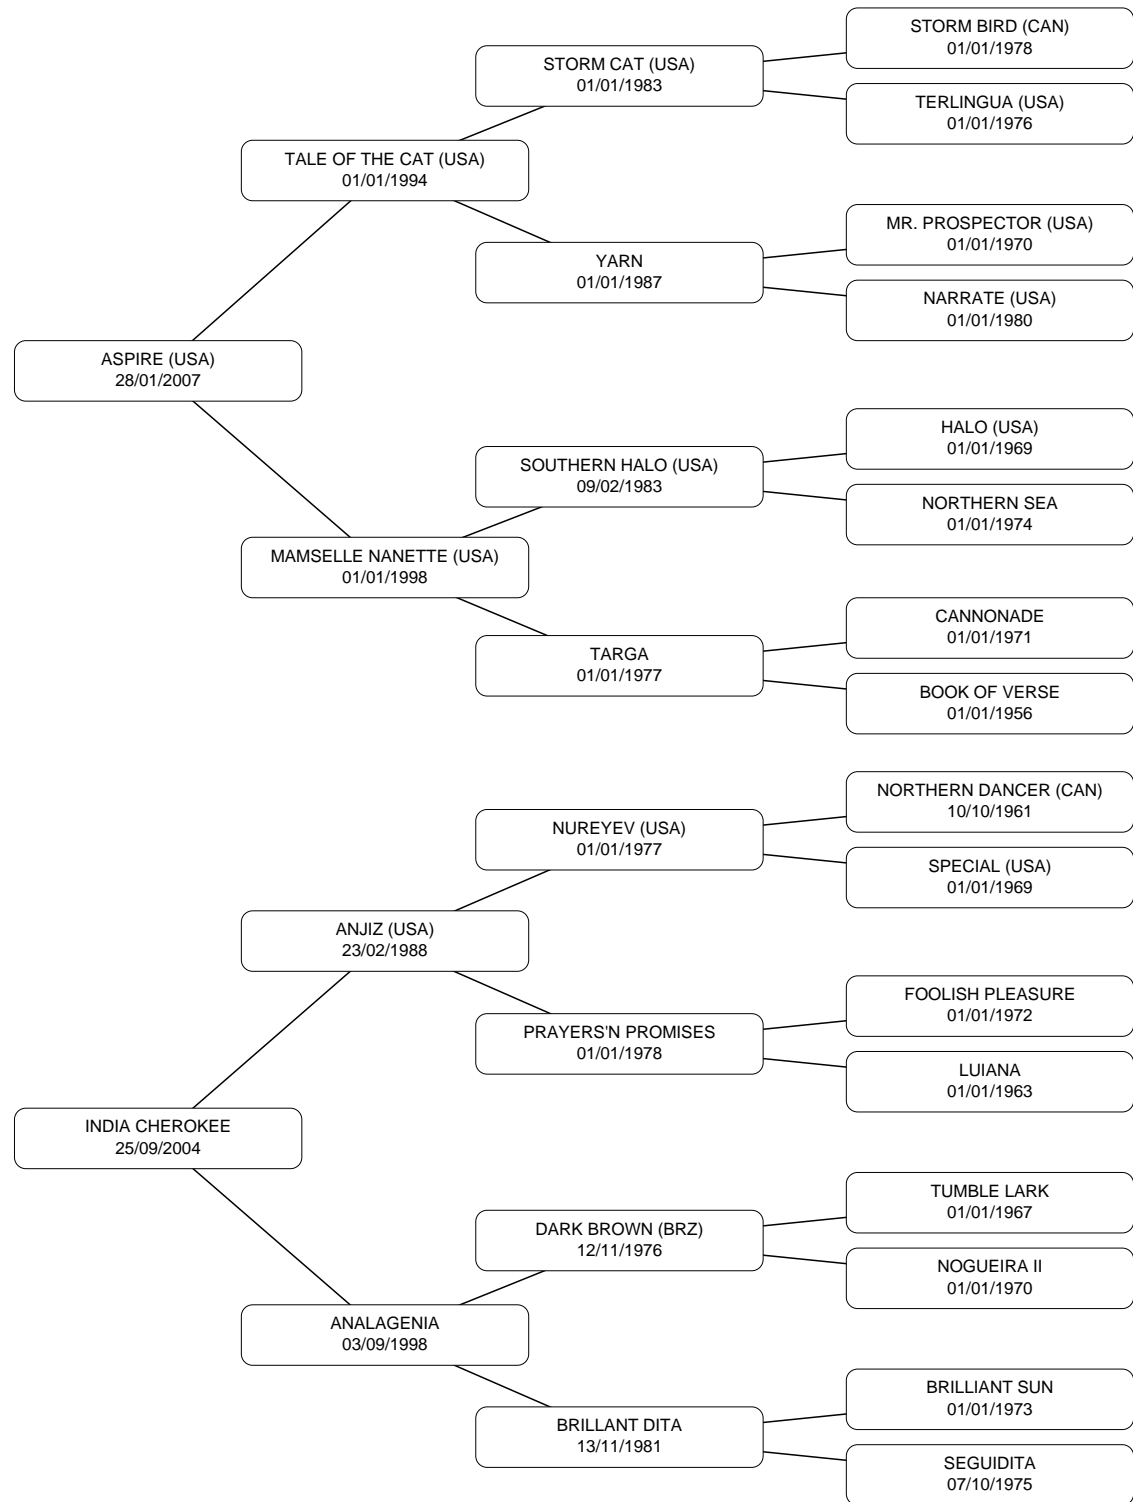 STORM BIRD (CAN)
01/01/1978
STORM CAT (USA)
01/01/1983
TERLINGUA (USA)
01/01/1976
TALE OF THE CAT (USA)
01/01/1994
MR. PROSPECTOR (USA)
01/01/1970
YARN
01/01/1987
NARRATE (USA)
01/01/1980
ASPIRE (USA)
28/01/2007
HALO (USA)
01/01/1969
SOUTHERN HALO (USA)
09/02/1983
NORTHERN SEA
01/01/1974
MAMSELLE NANETTE (USA)
01/01/1998
CANNONADE
01/01/1971
TARGA
01/01/1977
BOOK OF VERSE
01/01/1956
NORTHERN DANCER (CAN)
10/10/1961
NUREYEV (USA)
01/01/1977
SPECIAL (USA)
01/01/1969
ANJIZ (USA)
23/02/1988
FOOLISH PLEASURE
01/01/1972
PRAYERS'N PROMISES
01/01/1978
LUIANA
01/01/1963
INDIA CHEROKEE
25/09/2004
TUMBLE LARK
01/01/1967
DARK BROWN (BRZ)
12/11/1976
NOGUEIRA II
01/01/1970
ANALAGENIA
03/09/1998
BRILLIANT SUN
01/01/1973
BRILLANT DITA
13/11/1981
SEGUIDITA
07/10/1975